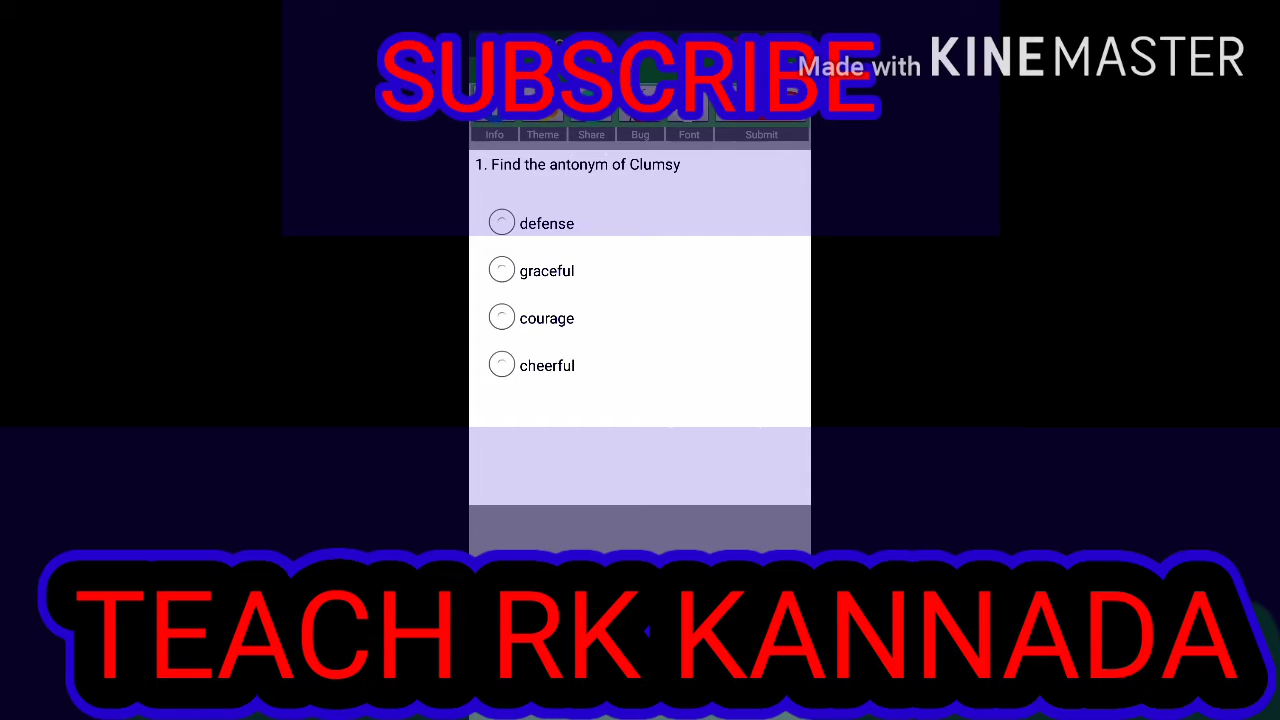 SUBSCRIBE
Made with KINEMASTER
Info Theme Share Bug Font Submit
1. Find the antonym of Clumsy
defense
graceful
courage
cheerful
TEACH RK KANNADA